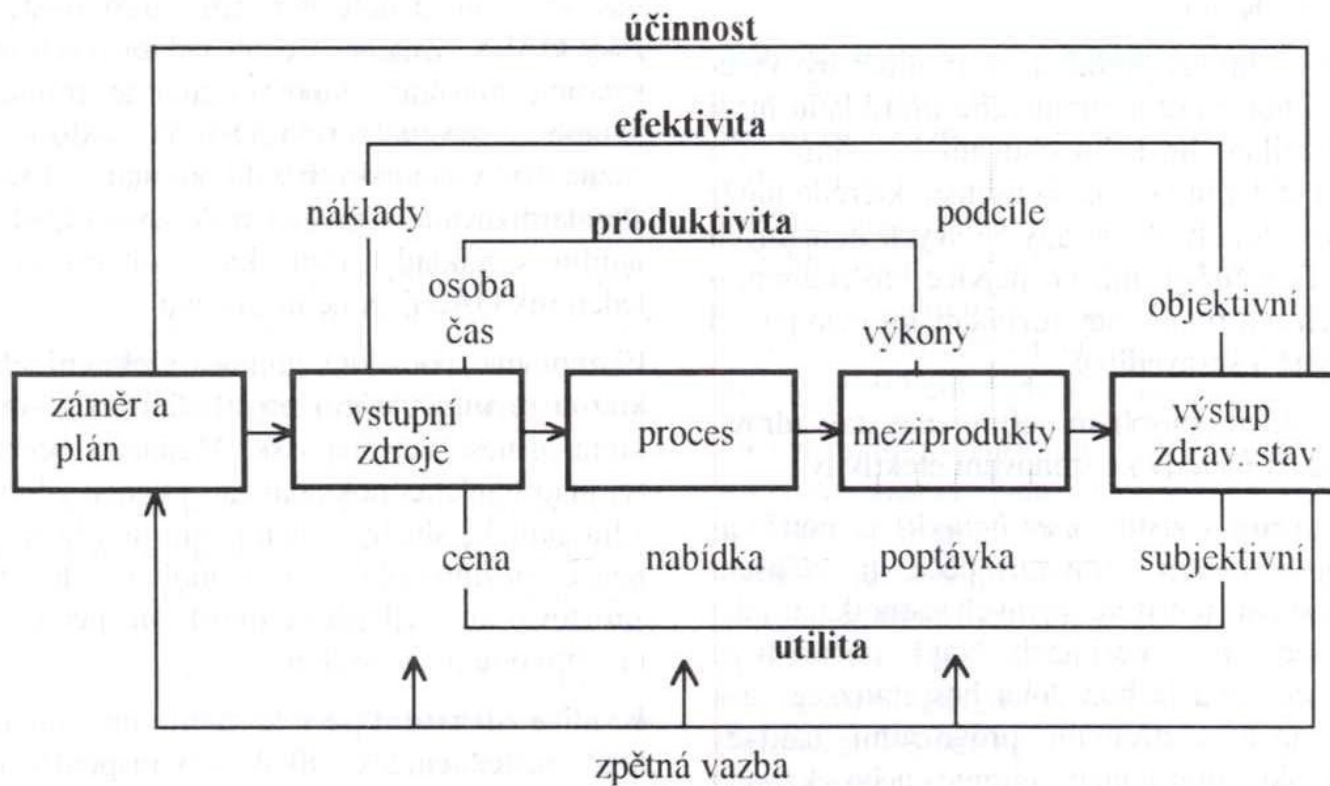 účinnost
efektivita
náklady
podcíle
produktivita
osoba
čas
výkony
objektivní
záměr a
plán
vstupní
zdroje
proces
meziprodukty
výstup
zdrav. stav
cena
nabídka
poptávka
subjektivní
utilita
zpětná vazba